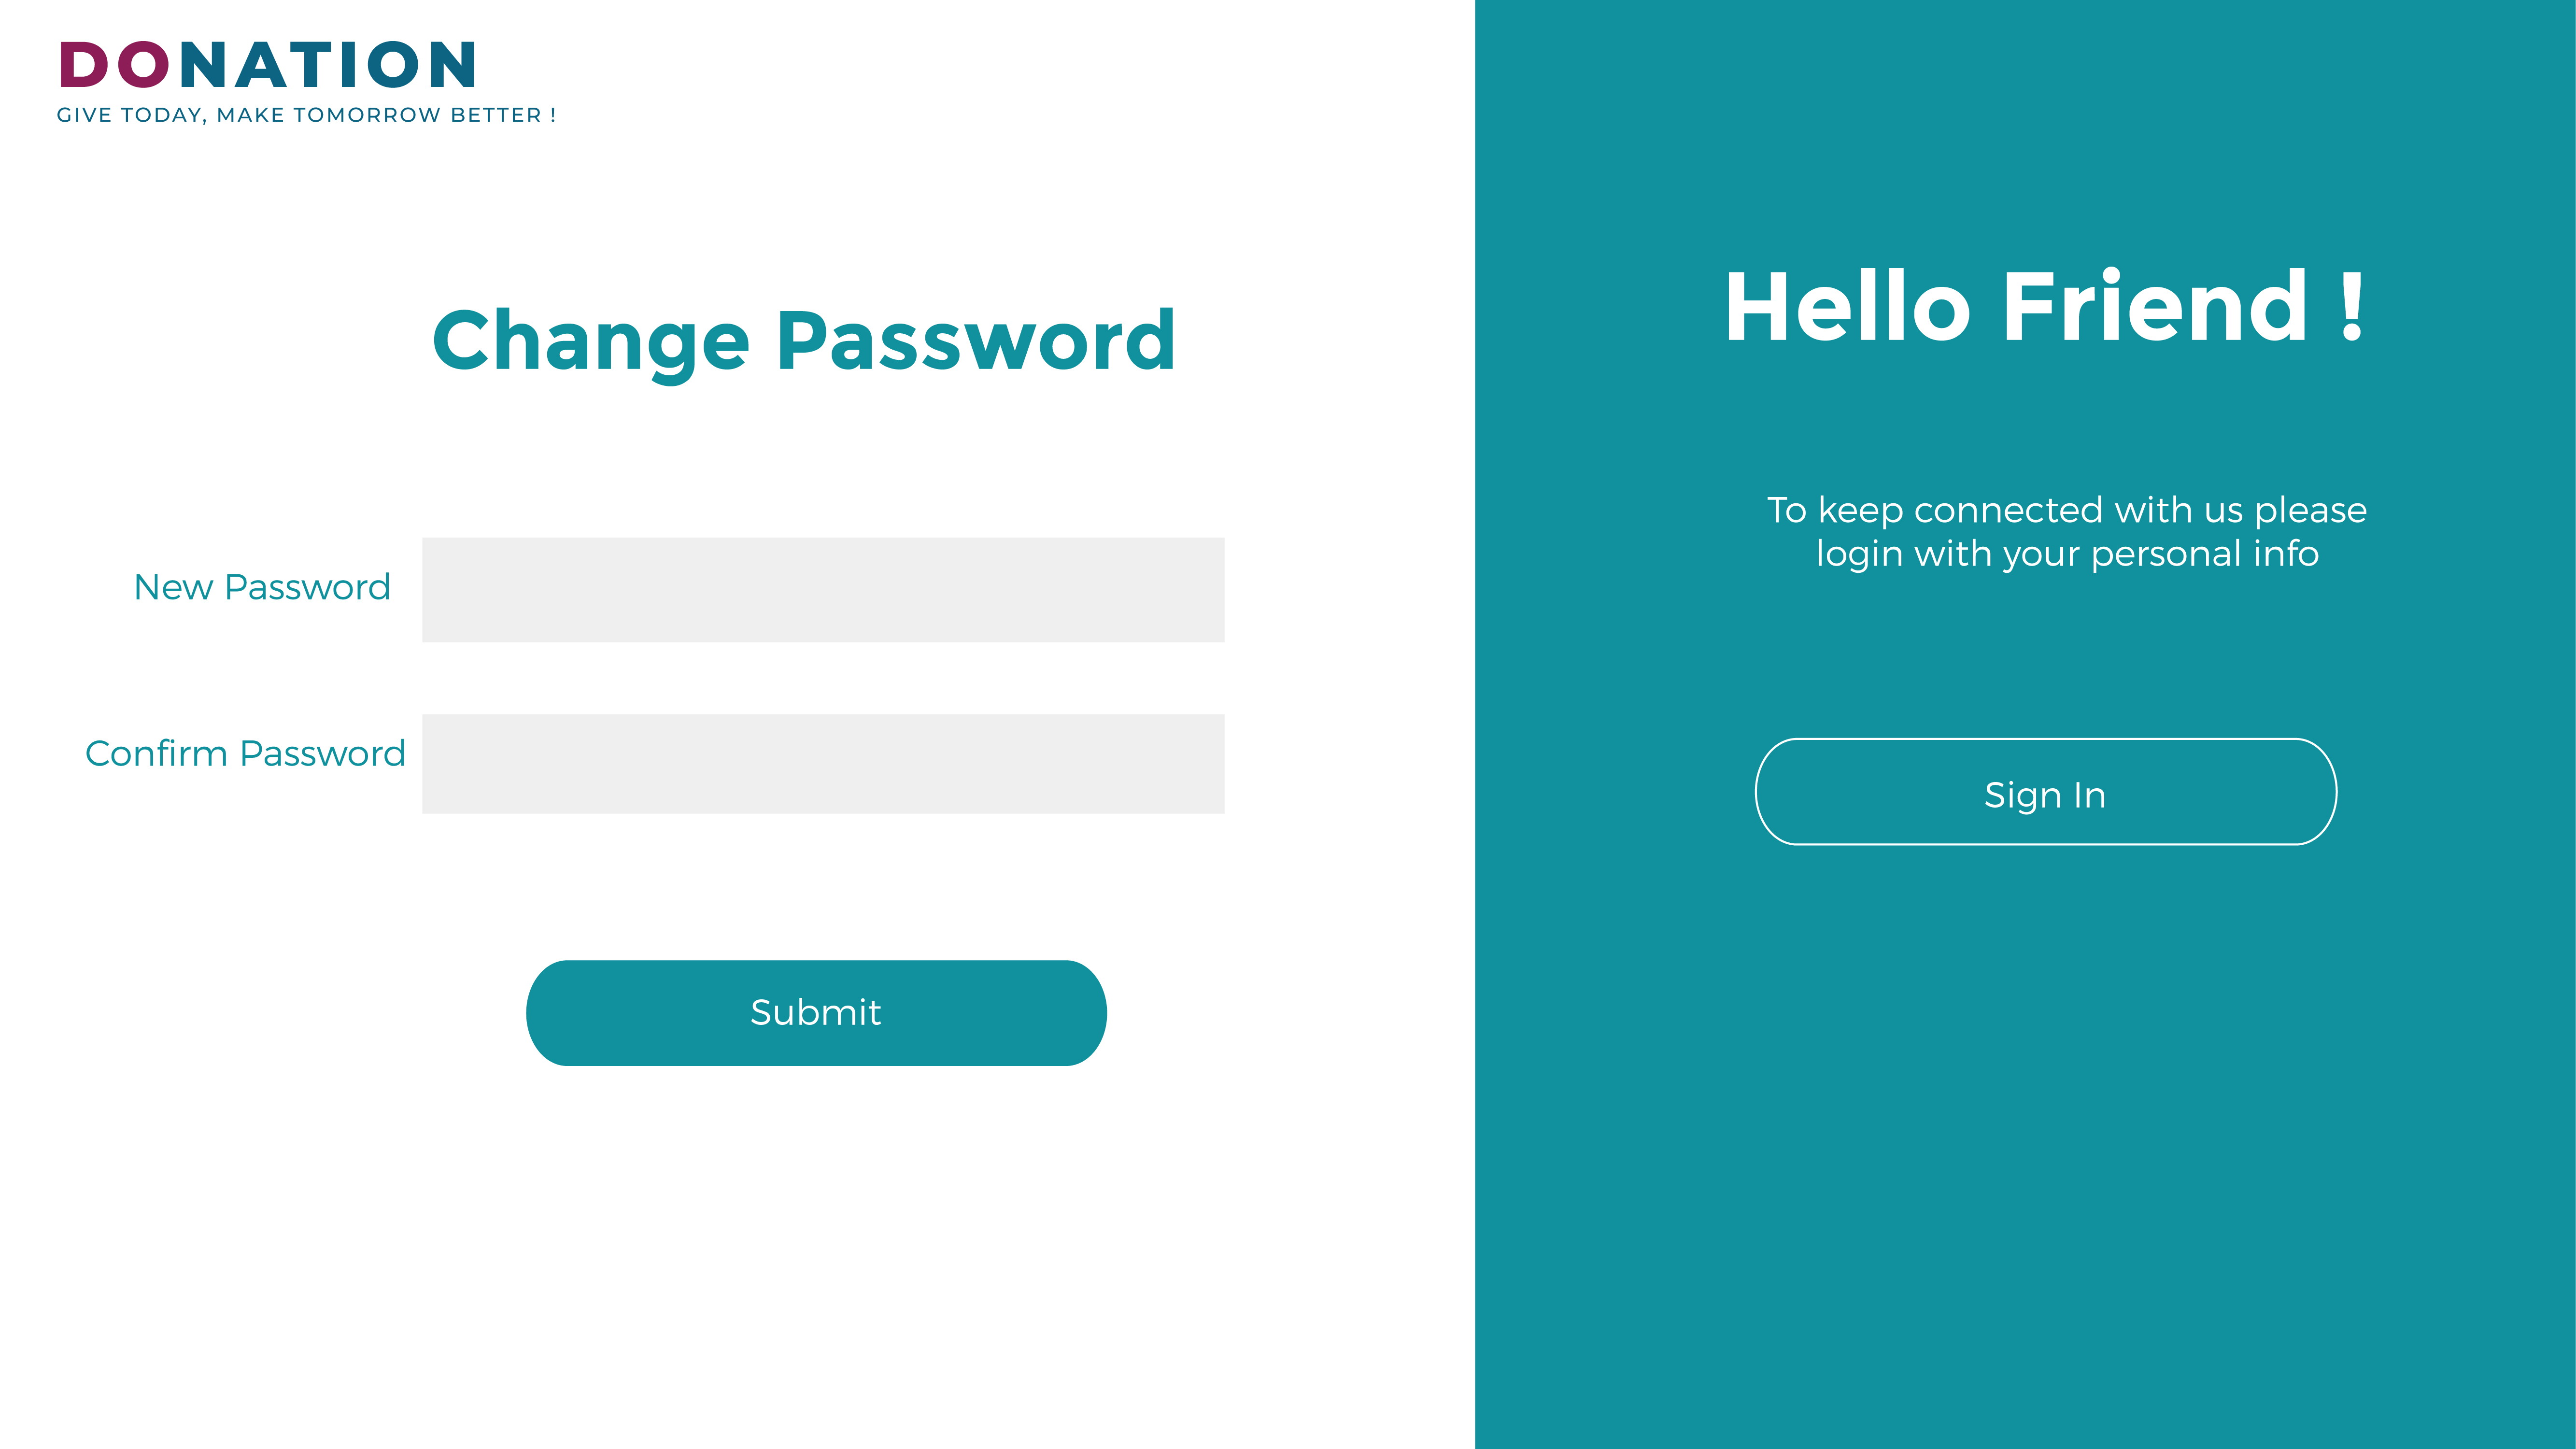 DONATION
GIVE TODAY, MAKE TOMORROW BETTER !
Change Password
New Password
Confirm Password
Submit
Hello Friend !
To keep connected with us please
login with your personal info
Sign In